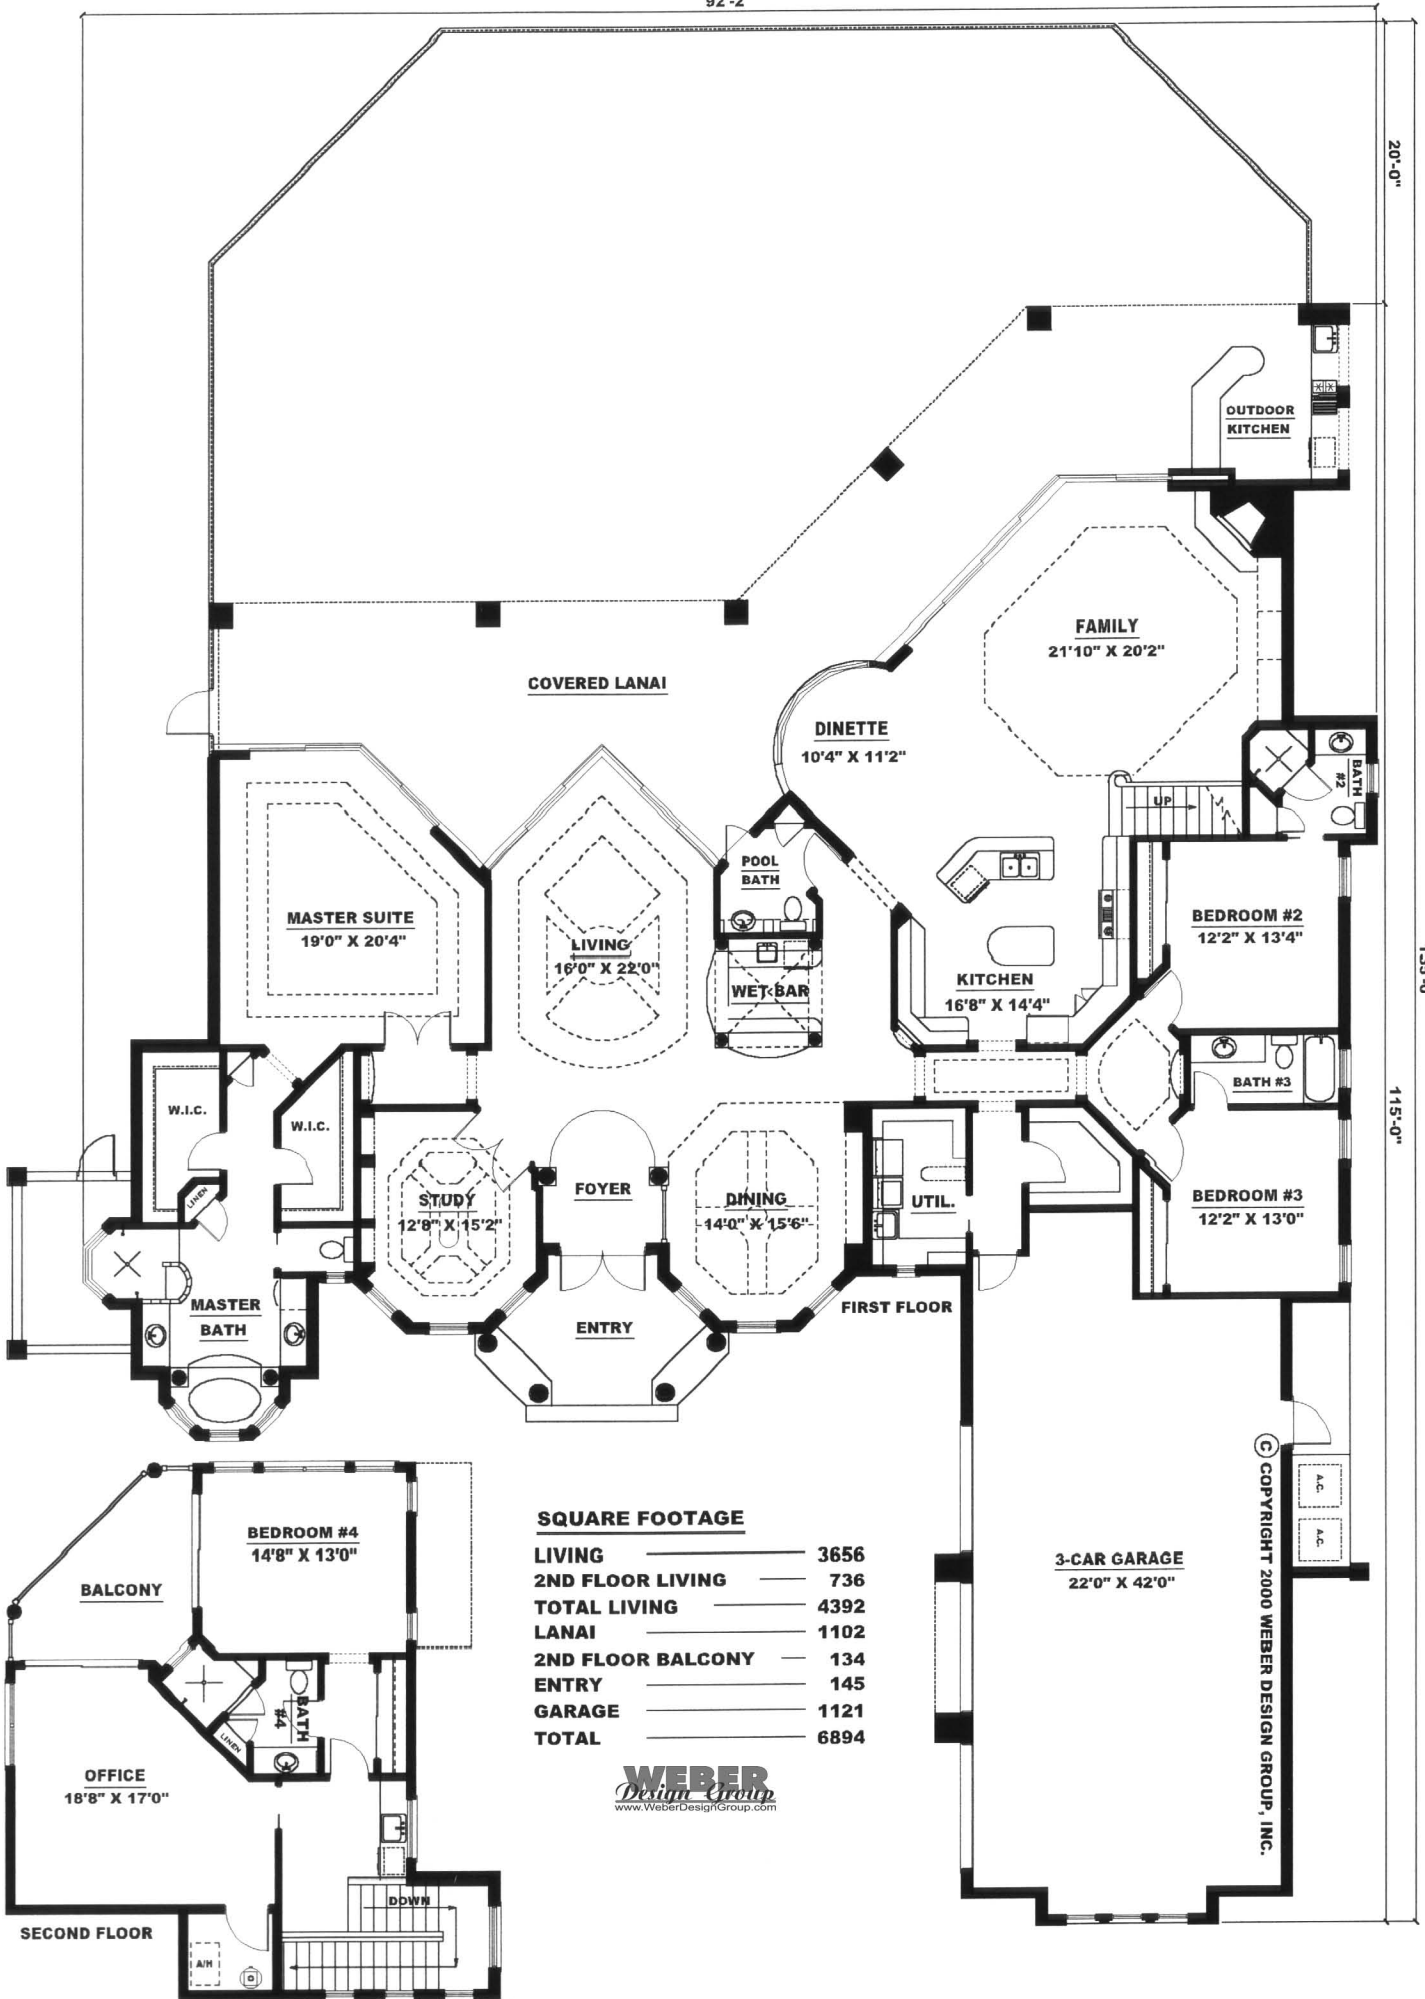 92'-2"
20'-0"
OUTDOOR
KITCHEN
FAMILY
21'10" X 20'2"
COVERED LANAI
DINETTE
10'4" X 11'2"
BATH
#2
UP
POOL
BATH
MASTER SUITE
19'0" X 20'4"
LIVING
16'0" X 22'0"
WET BAR
KITCHEN
16'8" X 14'4"
BEDROOM #2
12'2" X 13'4"
BATH #3
115'-0"
W.I.C.
W.I.C.
LINEN
STUDY
12'8" X 15'2"
FOYER
DINING
14'0" X 15'6"
UTIL.
BEDROOM #3
12'2" X 13'0"
MASTER
BATH
ENTRY
FIRST FLOOR
BEDROOM #4
14'8" X 13'0"
BALCONY
BATH
#4
LINEN
OFFICE
18'8" X 17'0"
DOWN
SECOND FLOOR
A/H
SQUARE FOOTAGE
LIVING 3656
2ND FLOOR LIVING 736
TOTAL LIVING 4392
LANAI 1102
2ND FLOOR BALCONY 134
ENTRY 145
GARAGE 1121
TOTAL 6894
WEBER
Design Group
www.WeberDesignGroup.com
3-CAR GARAGE
22'0" X 42'0"
A.C.
A.C.
© COPYRIGHT 2000 WEBER DESIGN GROUP, INC.